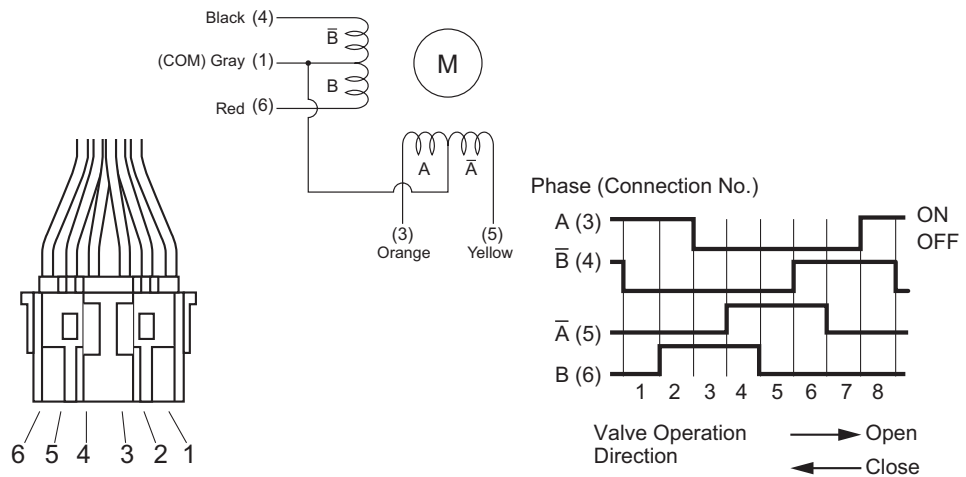 Black (4)
B̅
(COM) Gray (1)
B
Red (6)
M
A
A̅
(3)
Orange
(5)
Yellow
6 5 4 3 2 1
Phase (Connection No.)
A (3)
ON
OFF
B̅ (4)
A̅ (5)
B (6)
1 2 3 4 5 6 7 8
Valve Operation
Direction
Open
Close